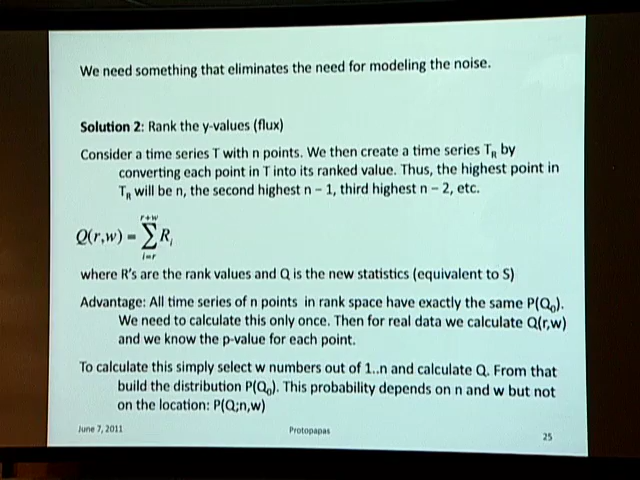 We need something that eliminates the need for modeling the noise.
Solution 2: Rank the y-values (flux)
Consider a time series T with n points. We then create a time series T_R by
converting each point in T into its ranked value. Thus, the highest point in
T_R will be n, the second highest n – 1, third highest n – 2, etc.
Q(r,w) = \sum_{i=r}^{r+w} R_i
where R's are the rank values and Q is the new statistics (equivalent to S)
Advantage: All time series of n points in rank space have exactly the same P(Q_0).
We need to calculate this only once. Then for real data we calculate Q(r,w)
and we know the p-value for each point.
To calculate this simply select w numbers out of 1..n and calculate Q. From that
build the distribution P(Q_0). This probability depends on n and w but not
on the location: P(Q;n,w)
June 7, 2011
Protopapas
25